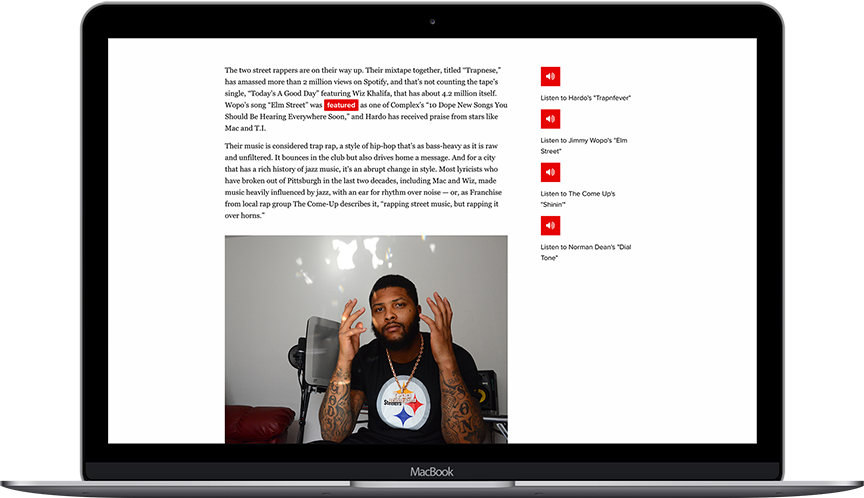 The two street rappers are on their way up. Their mixtape together, titled “Trapnese,”
has amassed more than 2 million views on Spotify, and that’s not counting the tape’s
single, “Today’s A Good Day” featuring Wiz Khalifa, that has about 4.2 million itself.
Wopo’s song “Elm Street” was featured as one of Complex’s “10 Dope New Songs You
Should Be Hearing Everywhere Soon,” and Hardo has received praise from stars like
Mac and T.I.
Their music is considered trap rap, a style of hip-hop that’s as bass-heavy as it is raw
and unfiltered. It bounces in the club but also drives home a message. And for a city
that has a rich history of jazz music, it’s an abrupt change in style. Most lyricists who
have broken out of Pittsburgh in the last two decades, including Mac and Wiz, made
music heavily influenced by jazz, with an ear for rhythm over noise — or, as Franchise
from local rap group The Come-Up describes it, “rapping street music, but rapping it
over horns.”
Listen to Hardo's "Trapnfever"
Listen to Jimmy Wopo's "Elm
Street"
Listen to The Come Up's
"Shinin'"
Listen to Norman Dean's "Dial
Tone"
Steelers
MacBook